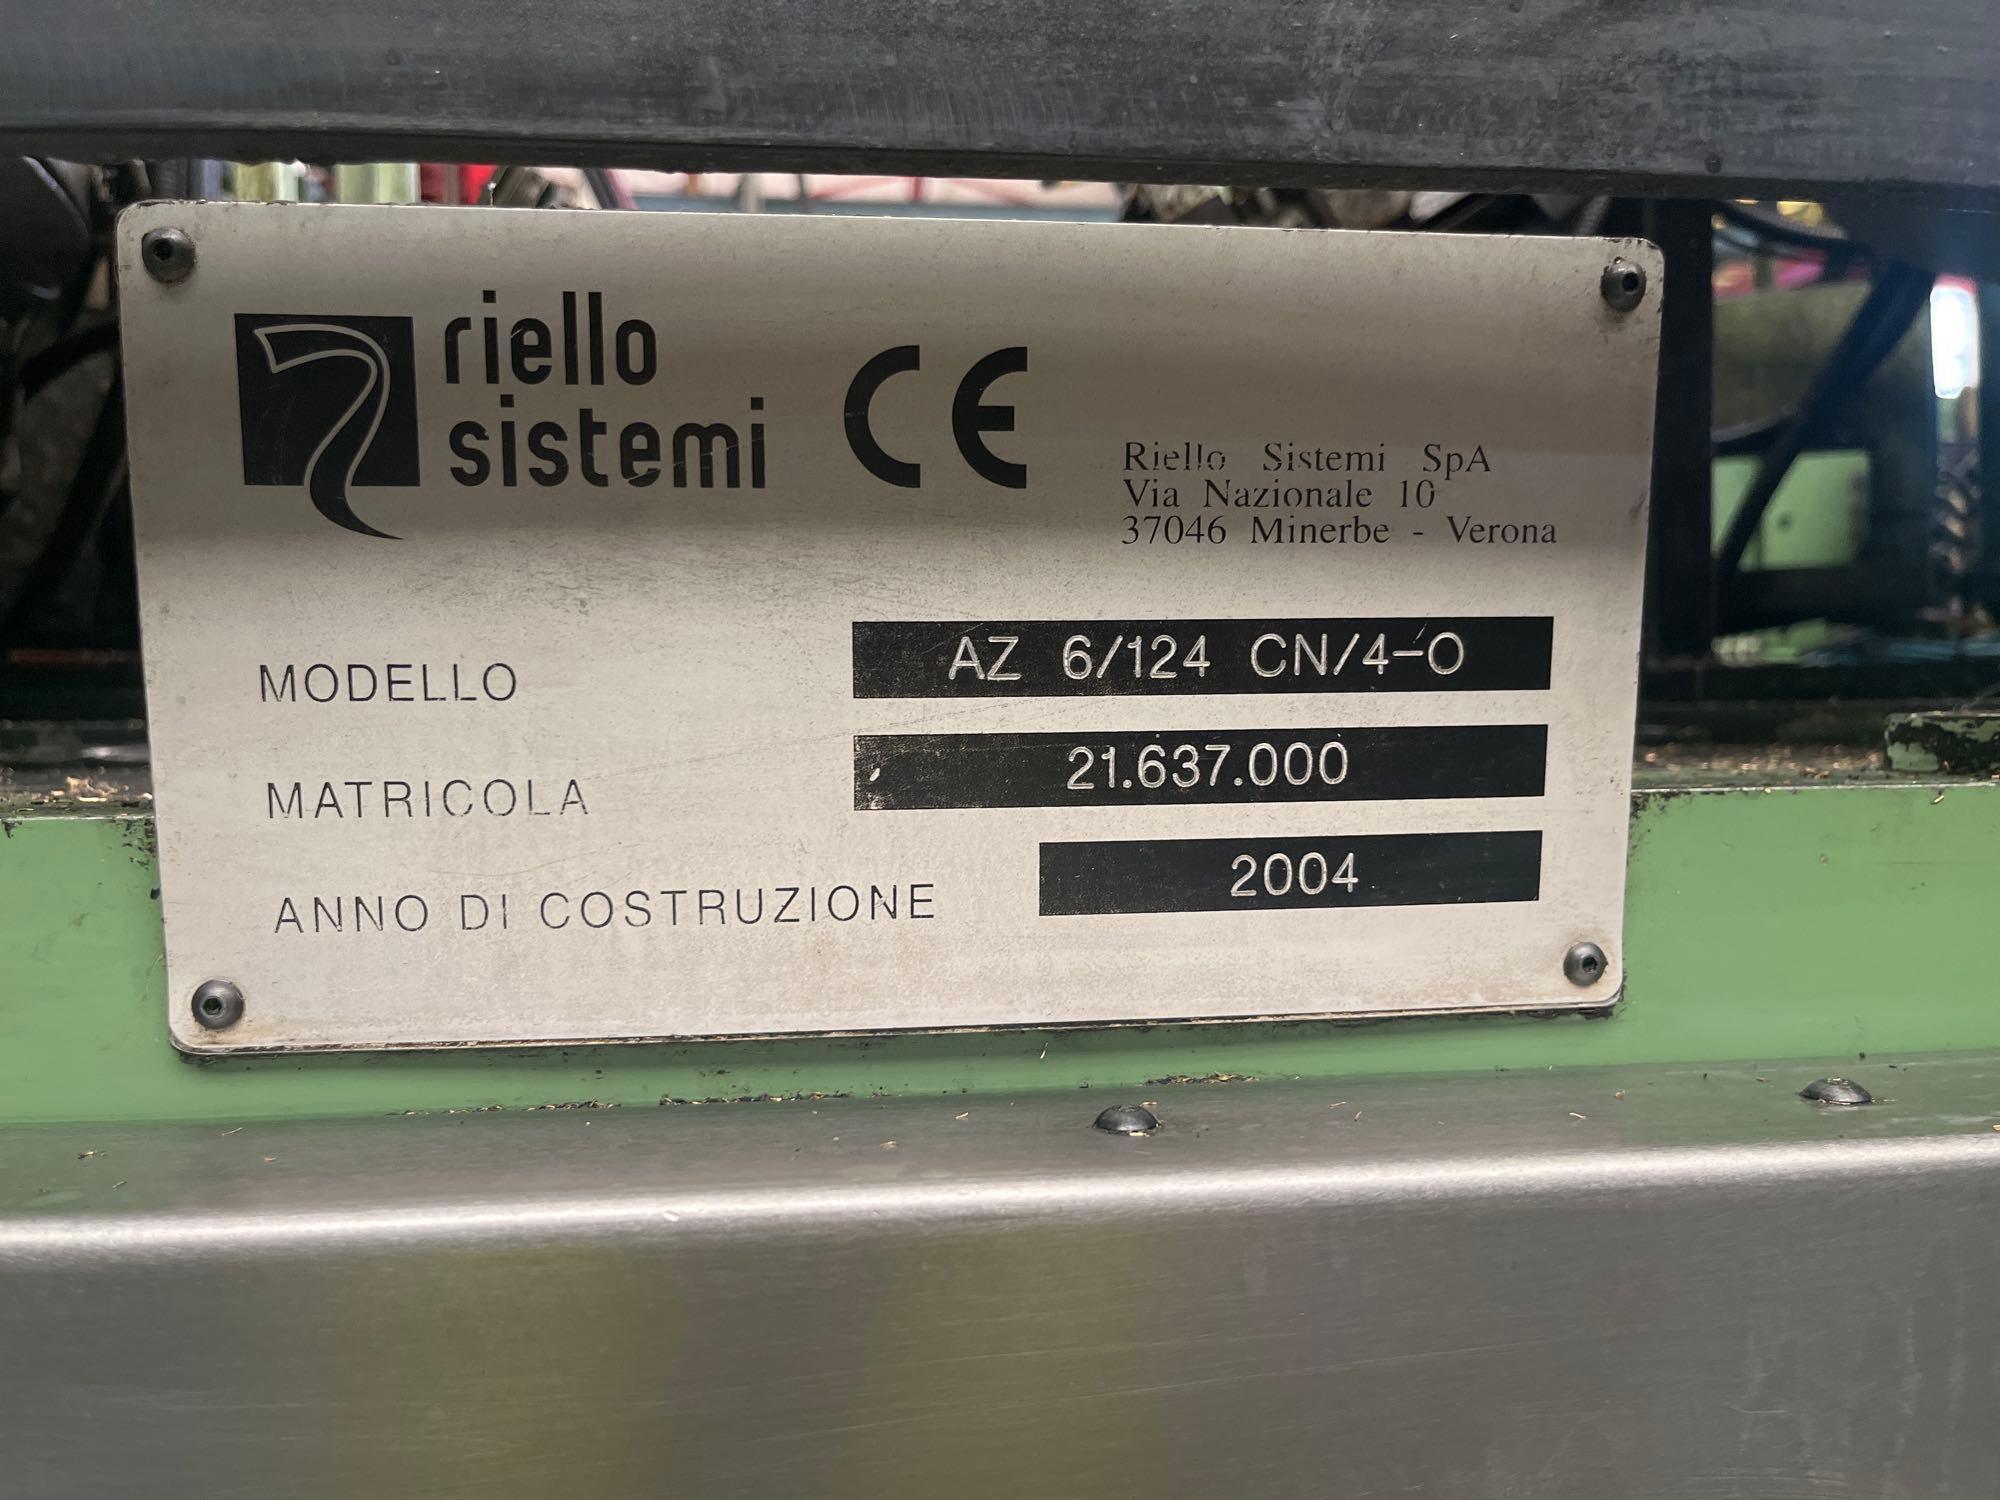 riello
sistemi
CE
Riello Sistemi SpA
Via Nazionale 10
37046 Minerbe - Verona
MODELLO AZ 6/124 CN/4-O
MATRICOLA 21.637.000
ANNO DI COSTRUZIONE 2004